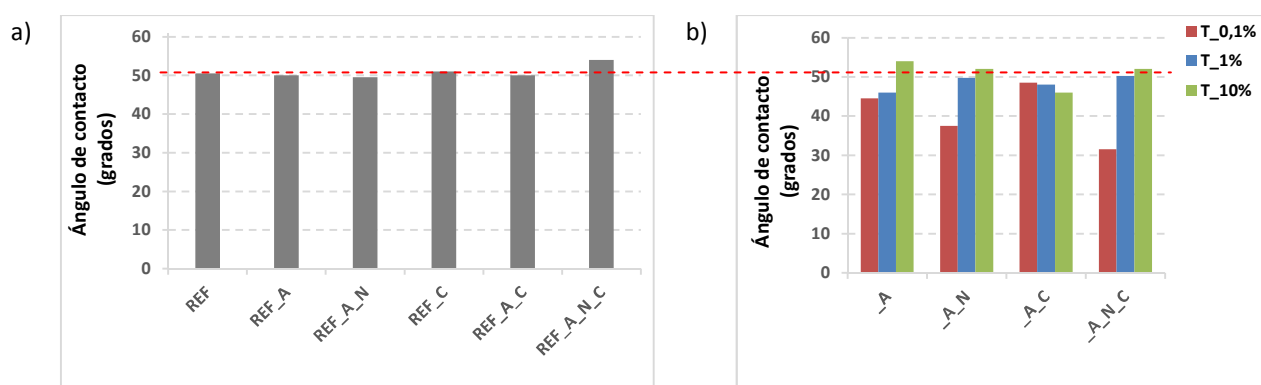 a)
Ángulo de contacto
(grados)
60
50
40
30
20
10
0
REF
REF_A
REF_A_N
REF_C
REF_A_C
REF_A_N_C
b)
Ángulo de contacto
(grados)
60
50
40
30
20
10
0
_A
_A_N
_A_C
_A_N_C
T_0,1%
T_1%
T_10%